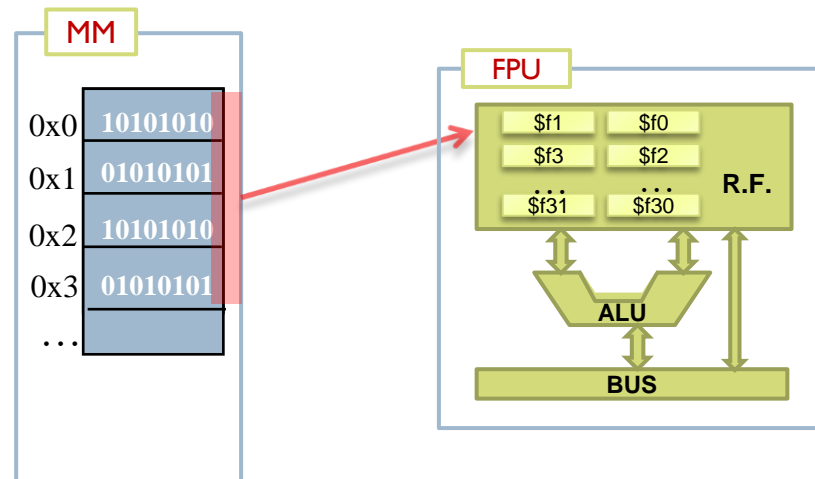 MM
0x0 10101010
0x1 01010101
0x2 10101010
0x3 01010101
...
FPU
$f1 $f0
$f3 $f2
... ...
$f31 $f30
R.F.
ALU
BUS